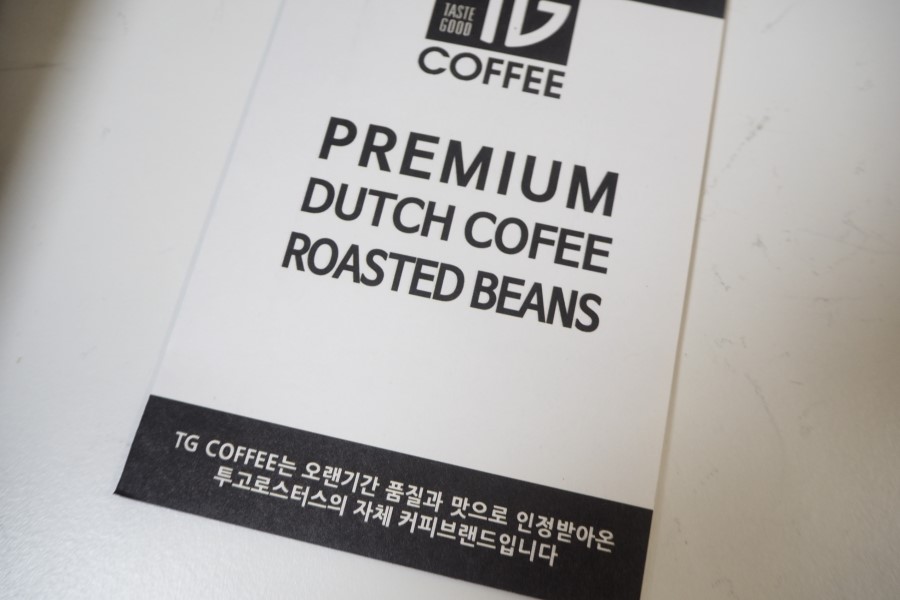 TASTE
GOOD
TG
COFFEE
PREMIUM
DUTCH COFEE
ROASTED BEANS
TG COFFEE는 오랜기간 품질과 맛으로 인정받아온
투고로스터스의 자체 커피브랜드입니다